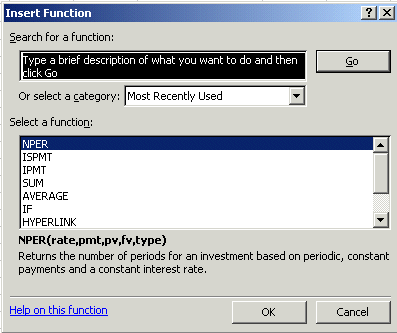 Insert Function
Search for a function:
Type a brief description of what you want to do and then
click Go
Go
Or select a category: Most Recently Used
Select a function:
NPER
ISPMT
IPMT
SUM
AVERAGE
IF
HYPERLINK
NPER(rate,pmt,pv,fv,type)
Returns the number of periods for an investment based on periodic, constant
payments and a constant interest rate.
Help on this function
OK
Cancel